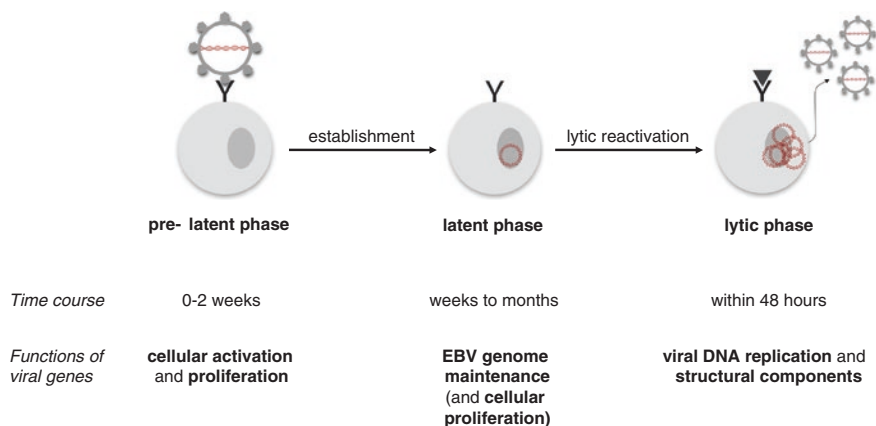 establishment
lytic reactivation
pre- latent phase
latent phase
lytic phase
Time course
0-2 weeks
weeks to months
within 48 hours
Functions of
viral genes
cellular activation
and proliferation
EBV genome
maintenance
(and cellular
proliferation)
viral DNA replication and
structural components